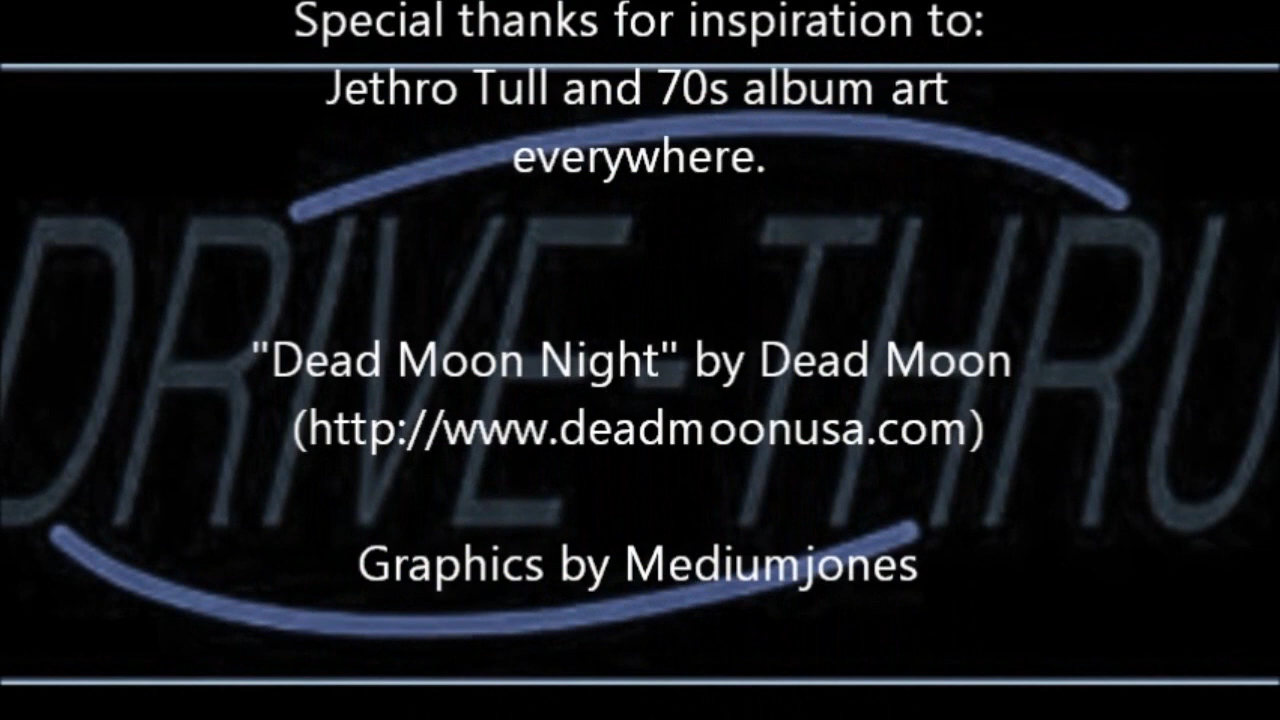 Special thanks for inspiration to:
Jethro Tull and 70s album art
everywhere.
DRIVE-THRU
"Dead Moon Night" by Dead Moon
(http://www.deadmoonusa.com)
Graphics by Mediumjones